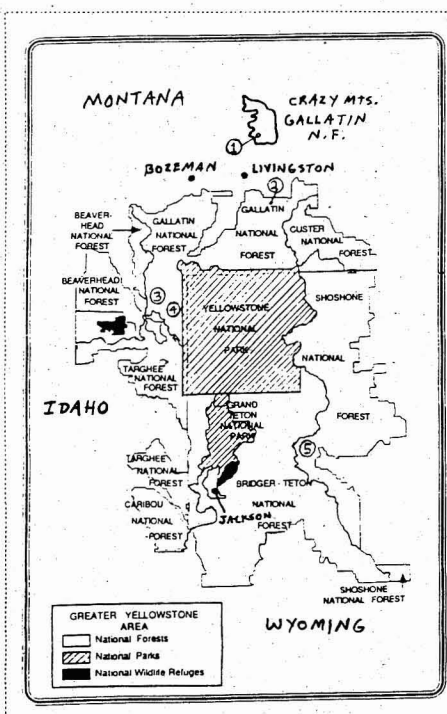 MONTANA
CRAZY MTS.
GALLATIN
N.F.
1
BOZEMAN
LIVINGSTON
2
BEAVER-
HEAD
NATIONAL
FOREST
GALLATIN
NATIONAL
FOREST
GALLATIN
NATIONAL
FOREST
CUSTER
NATIONAL
FOREST
BEAVERHEAD
NATIONAL
FOREST
3
4
YELLOWSTONE
NATIONAL
PARK
SHOSHONE
NATIONAL
FOREST
TARGHEE
NATIONAL
FOREST
IDAHO
GRAND
TETON
NATIONAL
PARK
5
TARGHEE
NATIONAL
FOREST
BRIDGER-TETON
NATIONAL
FOREST
CARIBOU
NATIONAL
FOREST
JACKSON
SHOSHONE
NATIONAL FOREST
WYOMING
GREATER YELLOWSTONE
AREA
National Forests
National Parks
National Wildlife Refuges